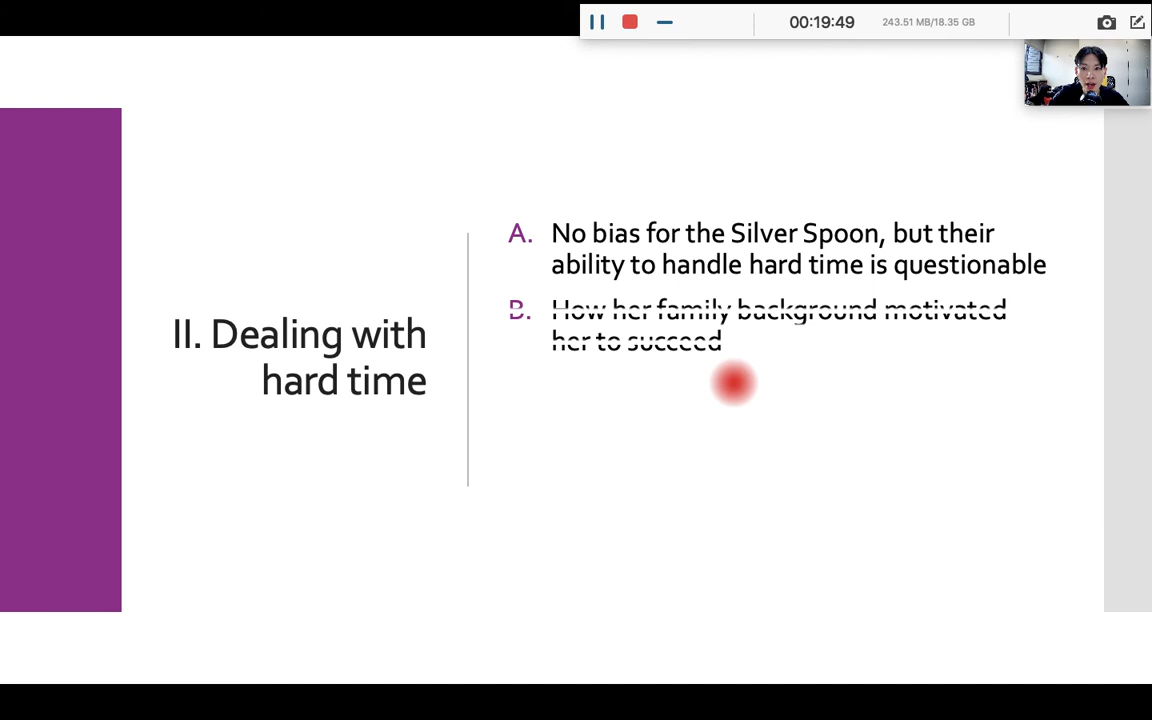 00:19:49
243.51 MB/18.35 GB
II. Dealing with
hard time
A. No bias for the Silver Spoon, but their
ability to handle hard time is questionable
B. How her family background motivated
her to succeed